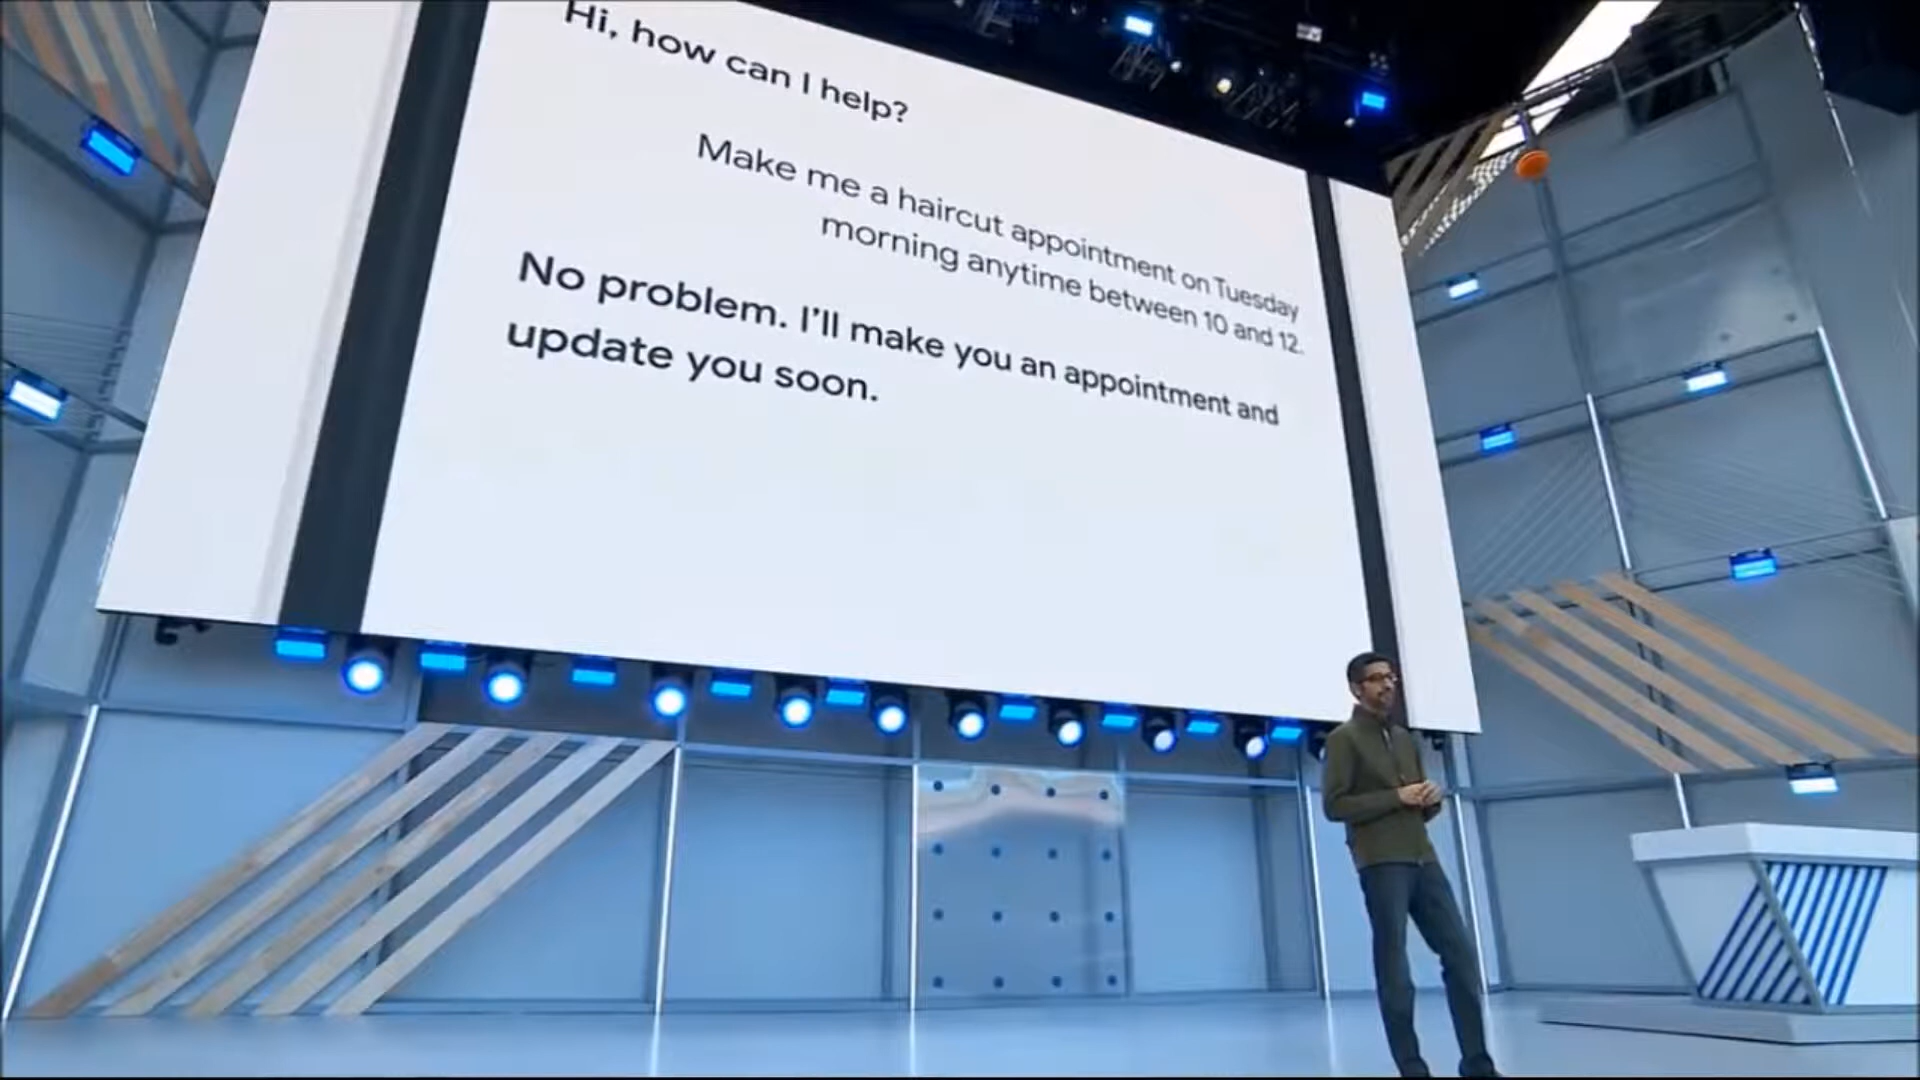 Hi, how can I help?
Make me a haircut appointment on Tuesday
morning anytime between 10 and 12.
No problem. I'll make you an appointment and
update you soon.